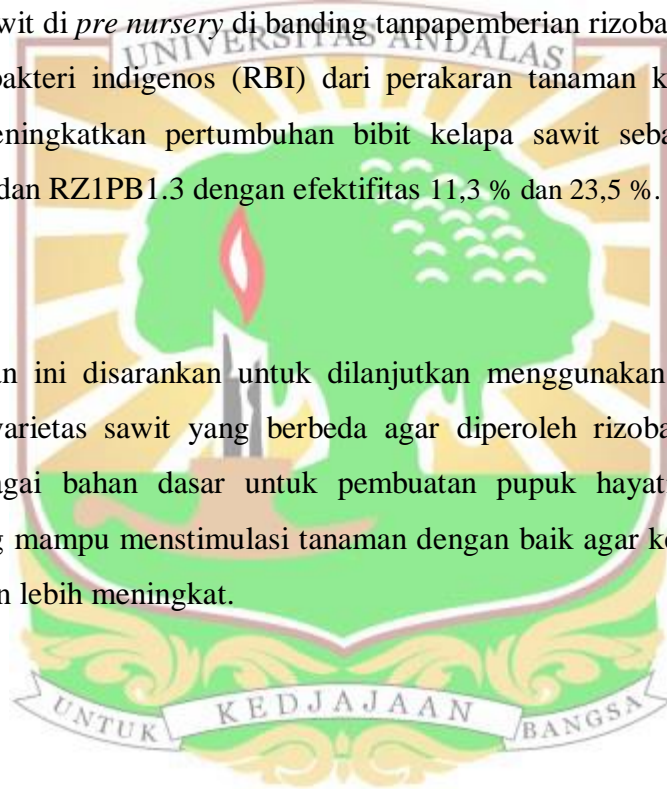 wit di pre nursery di banding tanpapemberian rizoba
UNIVERSITAS ANDALAS
bakteri indigenos (RBI) dari perakaran tanaman k
eningkatkan pertumbuhan bibit kelapa sawit seba
dan RZ1PB1.3 dengan efektifitas 11,3 % dan 23,5 %.
n ini disarankan untuk dilanjutkan menggunakan
varietas sawit yang berbeda agar diperoleh rizoba
agai bahan dasar untuk pembuatan pupuk hayat
g mampu menstimulasi tanaman dengan baik agar k
n lebih meningkat.
UNTUK KEDJAJAAN BANGSA